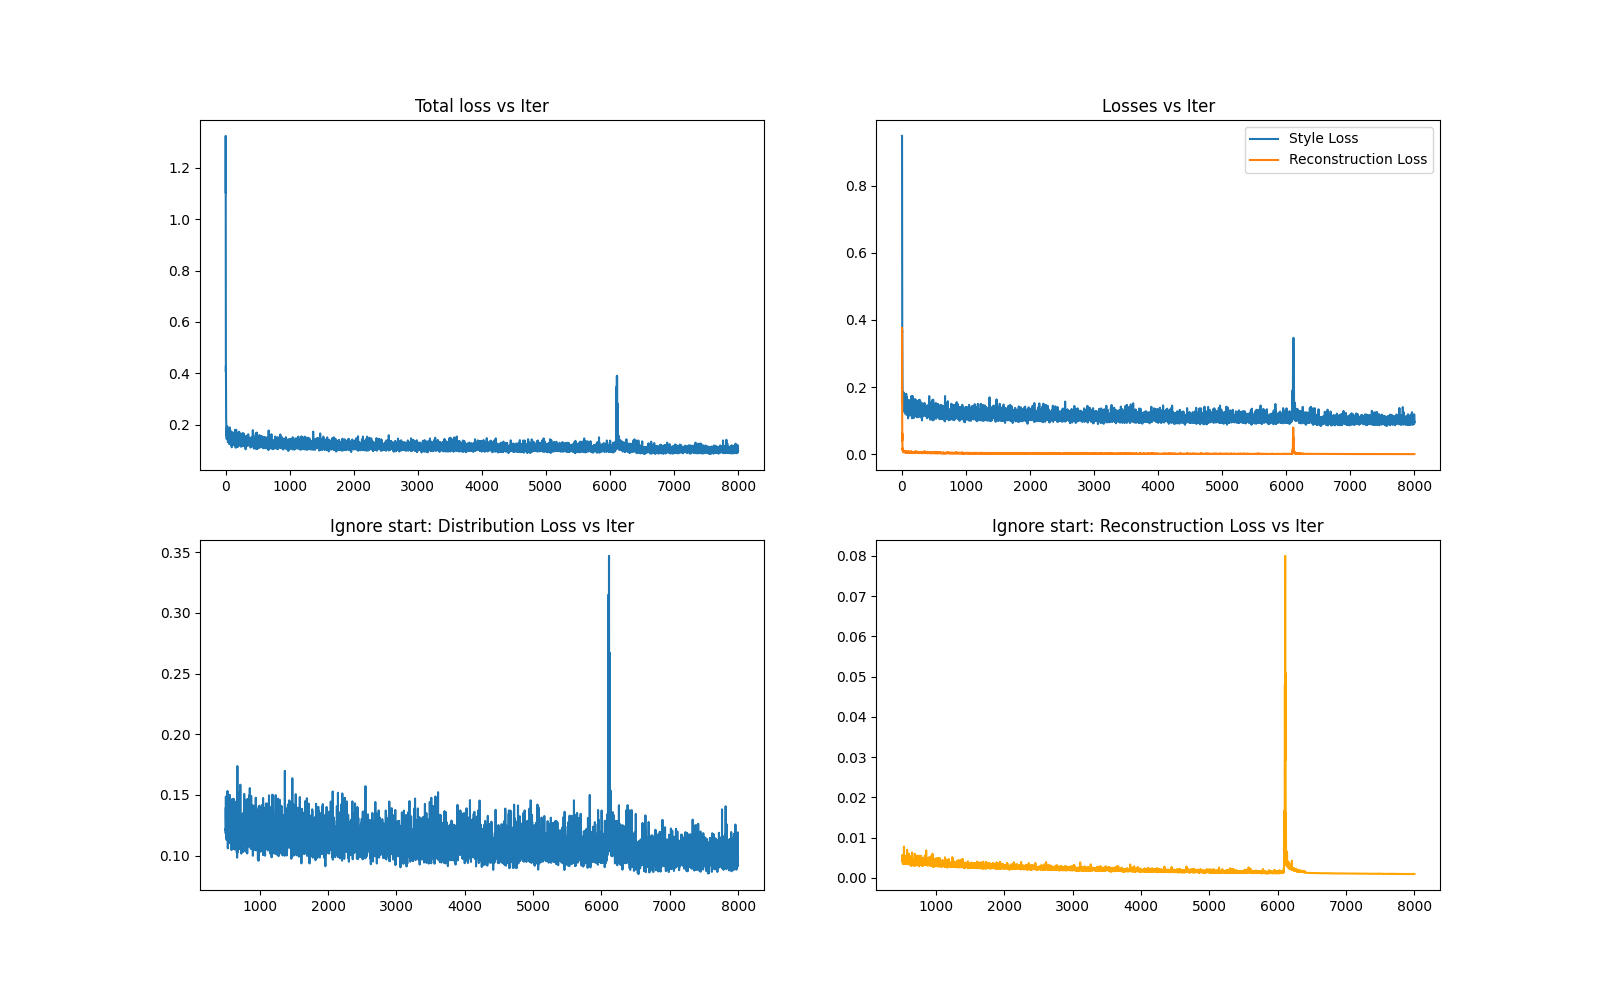 Total loss vs Iter
1.2
1.0
0.8
0.6
0.4
0.2
0 1000 2000 3000 4000 5000 6000 7000 8000
Losses vs Iter
Style Loss
Reconstruction Loss
0.8
0.6
0.4
0.2
0.0
0 1000 2000 3000 4000 5000 6000 7000 8000
Ignore start: Distribution Loss vs Iter
0.35
0.30
0.25
0.20
0.15
0.10
1000 2000 3000 4000 5000 6000 7000 8000
Ignore start: Reconstruction Loss vs Iter
0.08
0.07
0.06
0.05
0.04
0.03
0.02
0.01
0.00
1000 2000 3000 4000 5000 6000 7000 8000